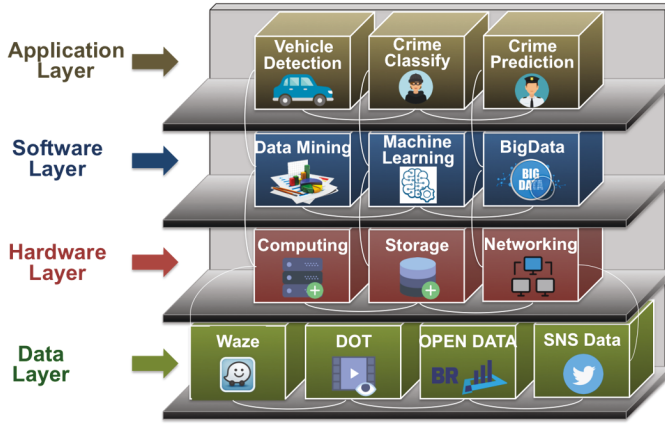 Application
Layer
Vehicle
Detection
Crime
Classify
Crime
Prediction
Software
Layer
Data Mining
Machine
Learning
BigData
BIG
DATA
Hardware
Layer
Computing
Storage
Networking
Data
Layer
Waze
DOT
OPEN DATA
BR
SNS Data